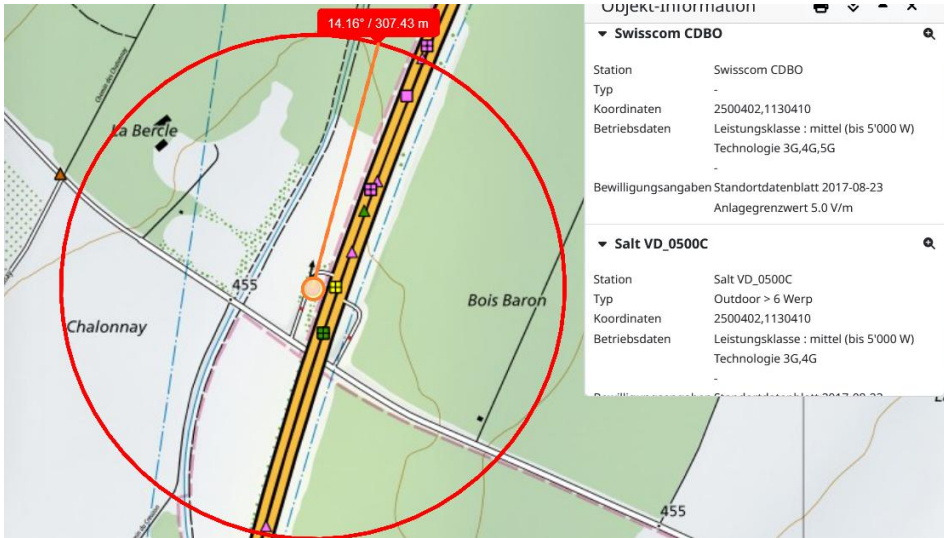 14.16° / 307.43 m
Chemin des Chalonnay
La Bercle
455
Chalonnay
Bois Baron
455
Objekt-Information
Swisscom CDBO
Station Swisscom CDBO
Typ -
Koordinaten 2500402,1130410
Betriebsdaten Leistungsklasse : mittel (bis 5'000 W)
Technologie 3G,4G,5G
-
Bewilligungsangaben Standortdatenblatt 2017-08-23
Anlagegrenzwert 5.0 V/m
Salt VD_0500C
Station Salt VD_0500C
Typ Outdoor > 6 Werp
Koordinaten 2500402,1130410
Betriebsdaten Leistungsklasse : mittel (bis 5'000 W)
Technologie 3G,4G
-